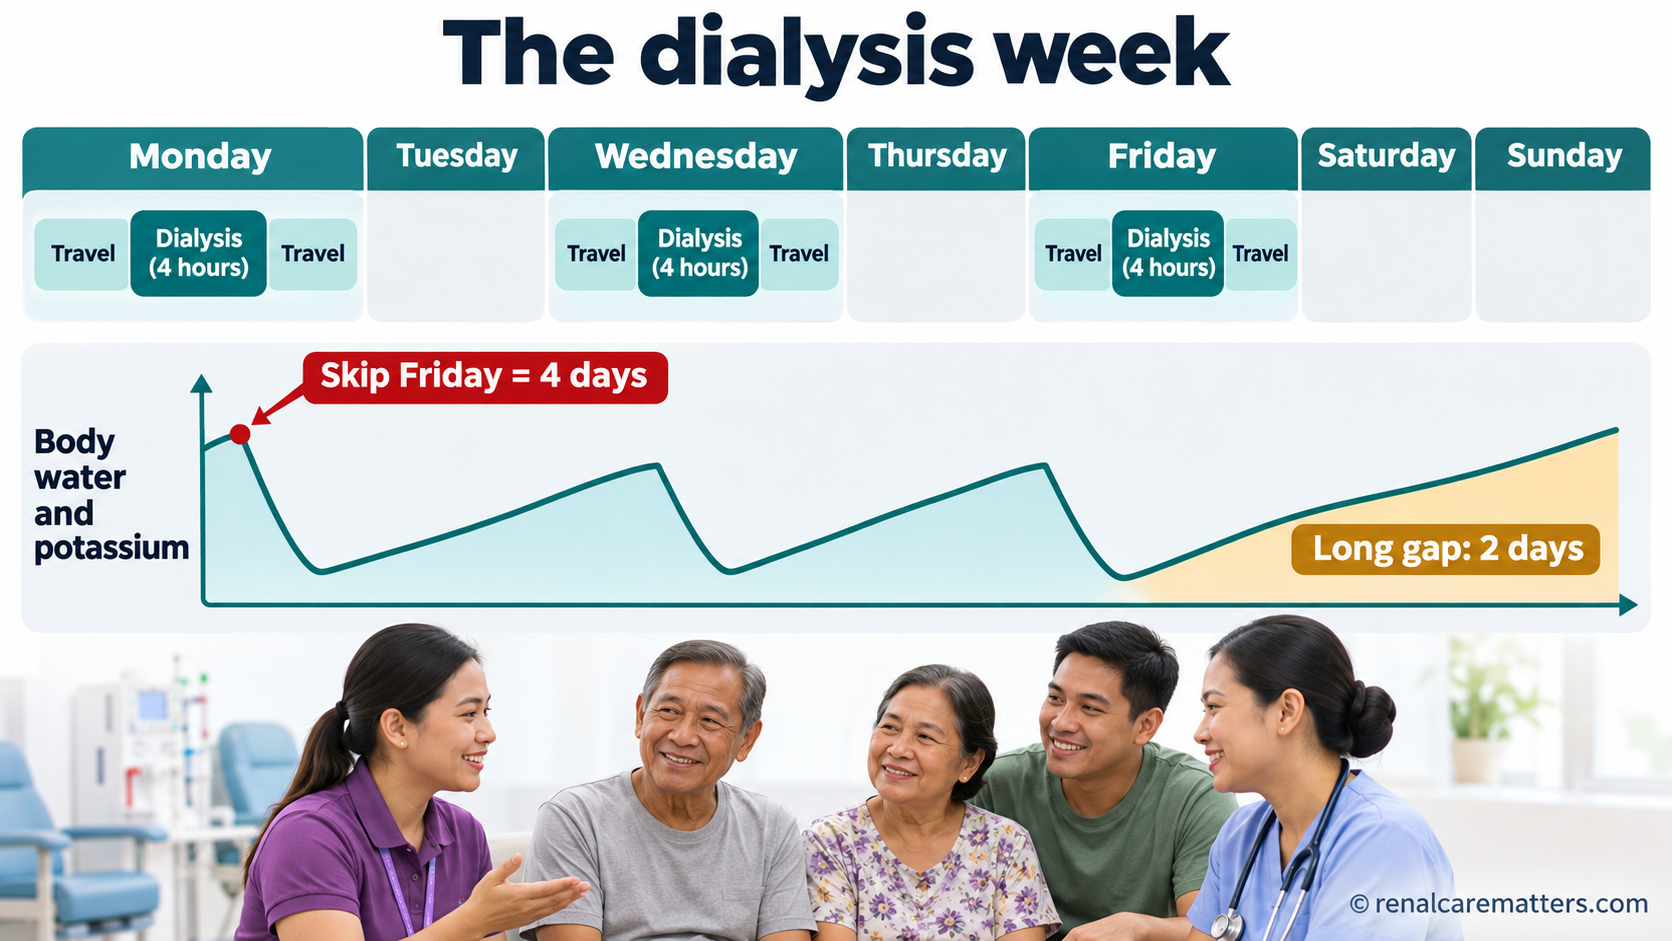 The dialysis week
Monday
Tuesday
Wednesday
Thursday
Friday
Saturday
Sunday
Travel
Dialysis
(4 hours)
Travel
Travel
Dialysis
(4 hours)
Travel
Travel
Dialysis
(4 hours)
Travel
Skip Friday = 4 days
Body
water
and
potassium
Long gap: 2 days
© renalcarematters.com